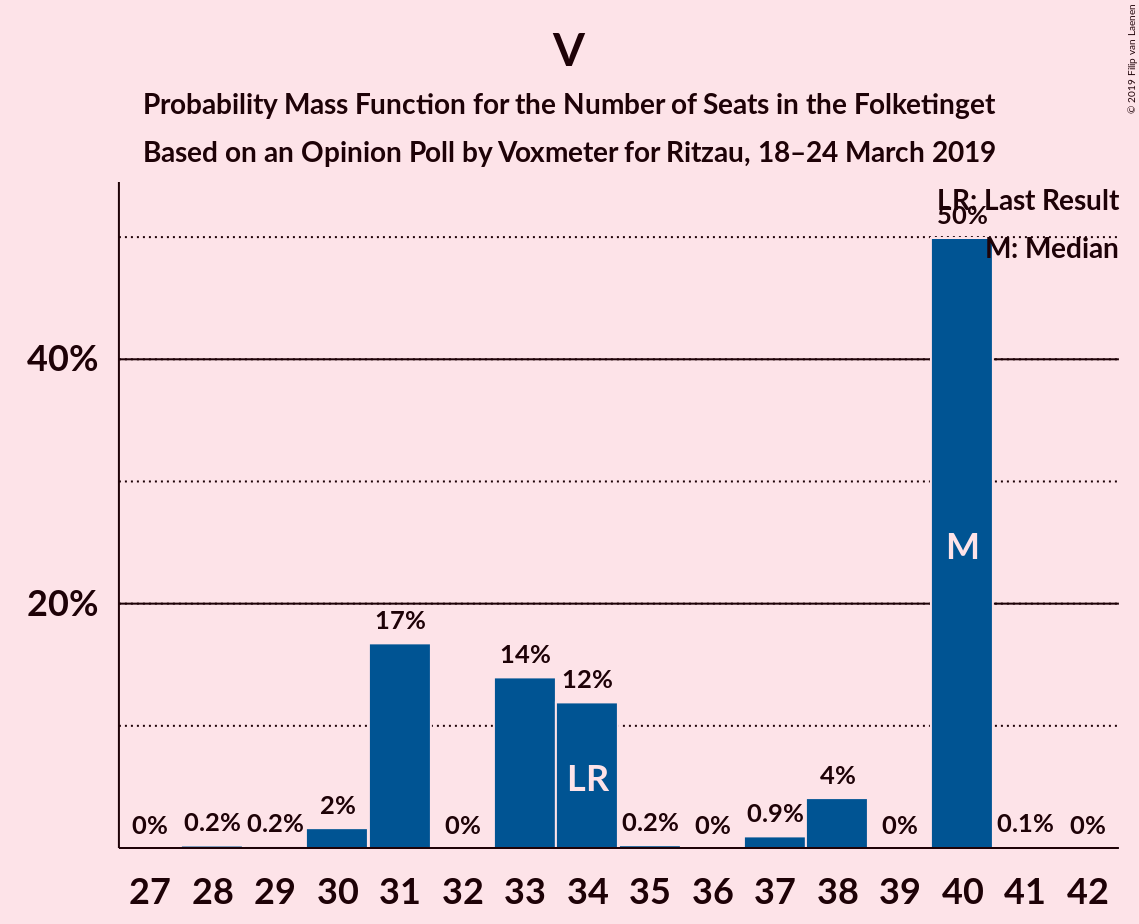 V
Probability Mass Function for the Number of Seats in the Folketinget
Based on an Opinion Poll by Voxmeter for Ritzau, 18–24 March 2019
© 2019 Filip van Laenen
LR: Last Result
M: Median
40%
20%
0% 0.2% 0.2% 2% 17% 0% 14% 12% 0.2% 0% 0.9% 4% 0% 50% 0.1% 0%
LR
M
27 28 29 30 31 32 33 34 35 36 37 38 39 40 41 42